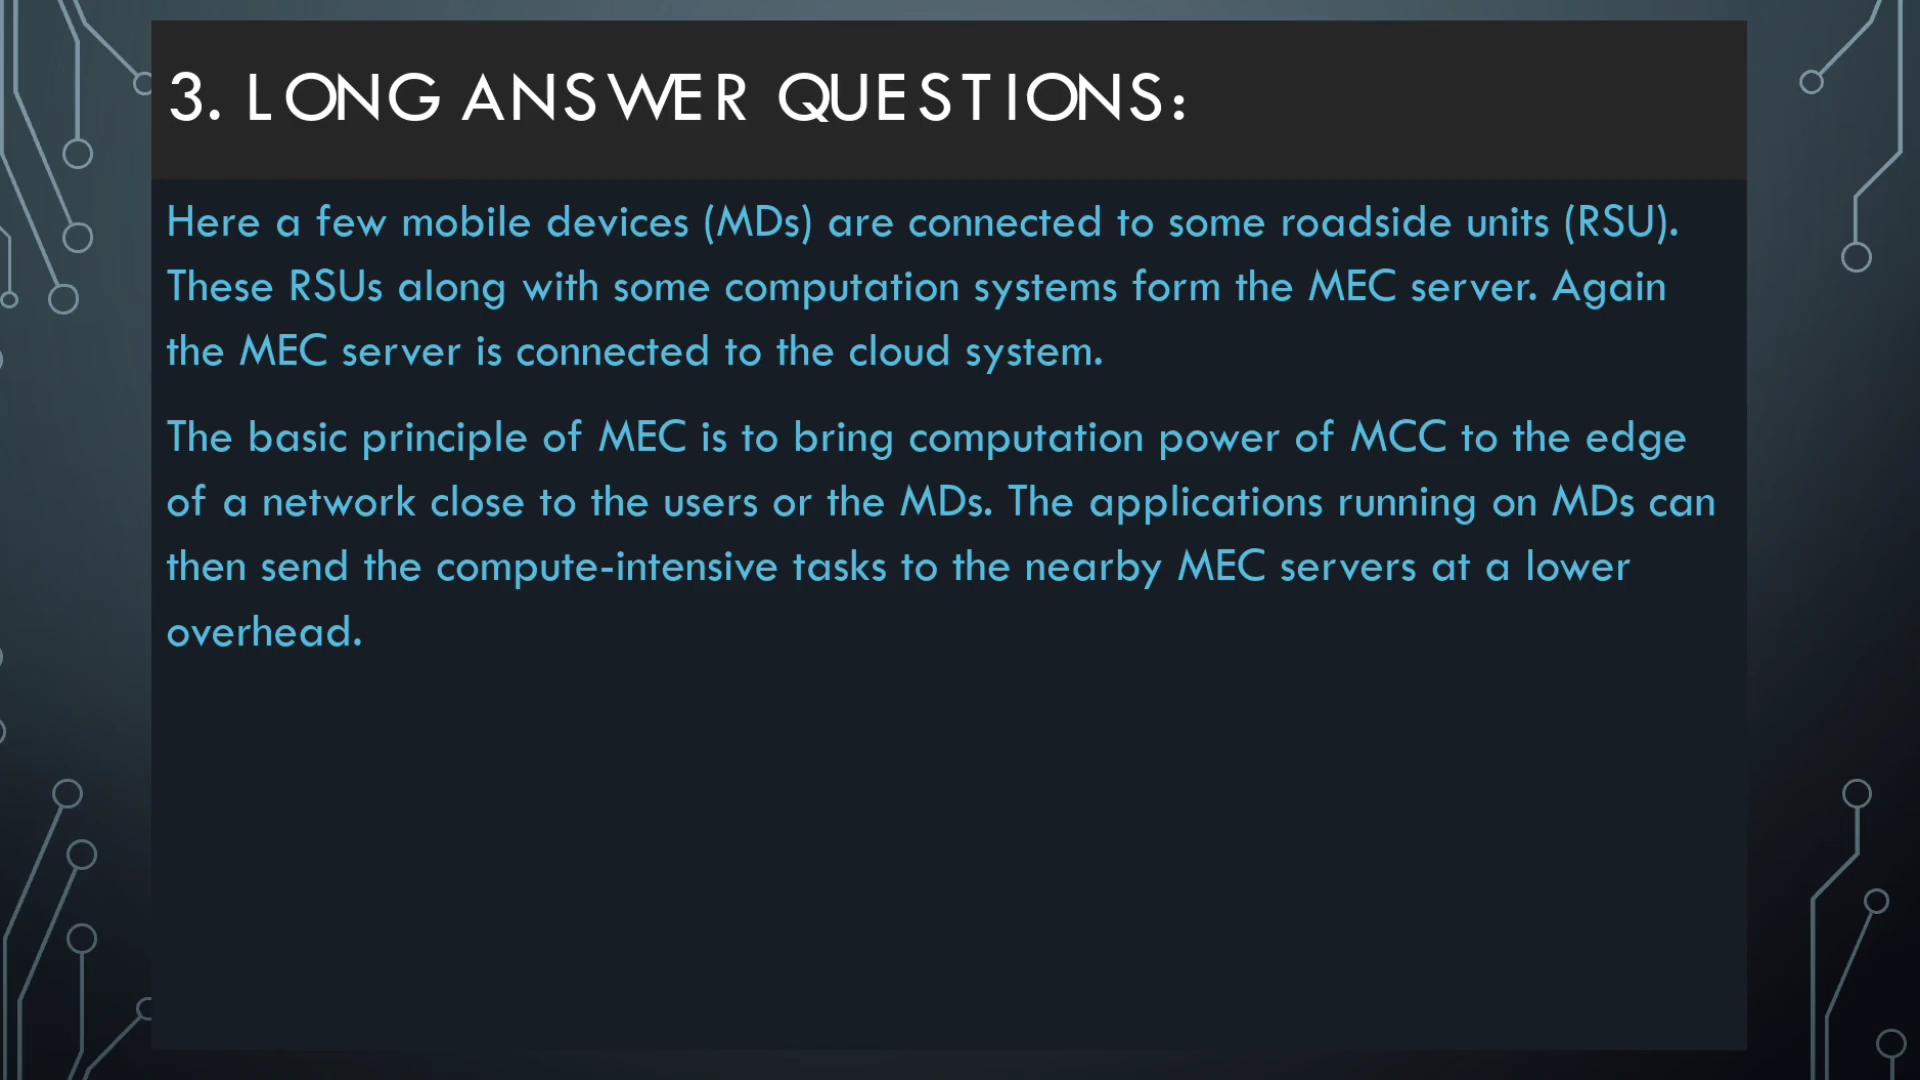 3. LONG ANSWER QUESTIONS:
Here a few mobile devices (MDs) are connected to some roadside units (RSU).
These RSUs along with some computation systems form the MEC server. Again
the MEC server is connected to the cloud system.
The basic principle of MEC is to bring computation power of MCC to the edge
of a network close to the users or the MDs. The applications running on MDs can
then send the compute-intensive tasks to the nearby MEC servers at a lower
overhead.